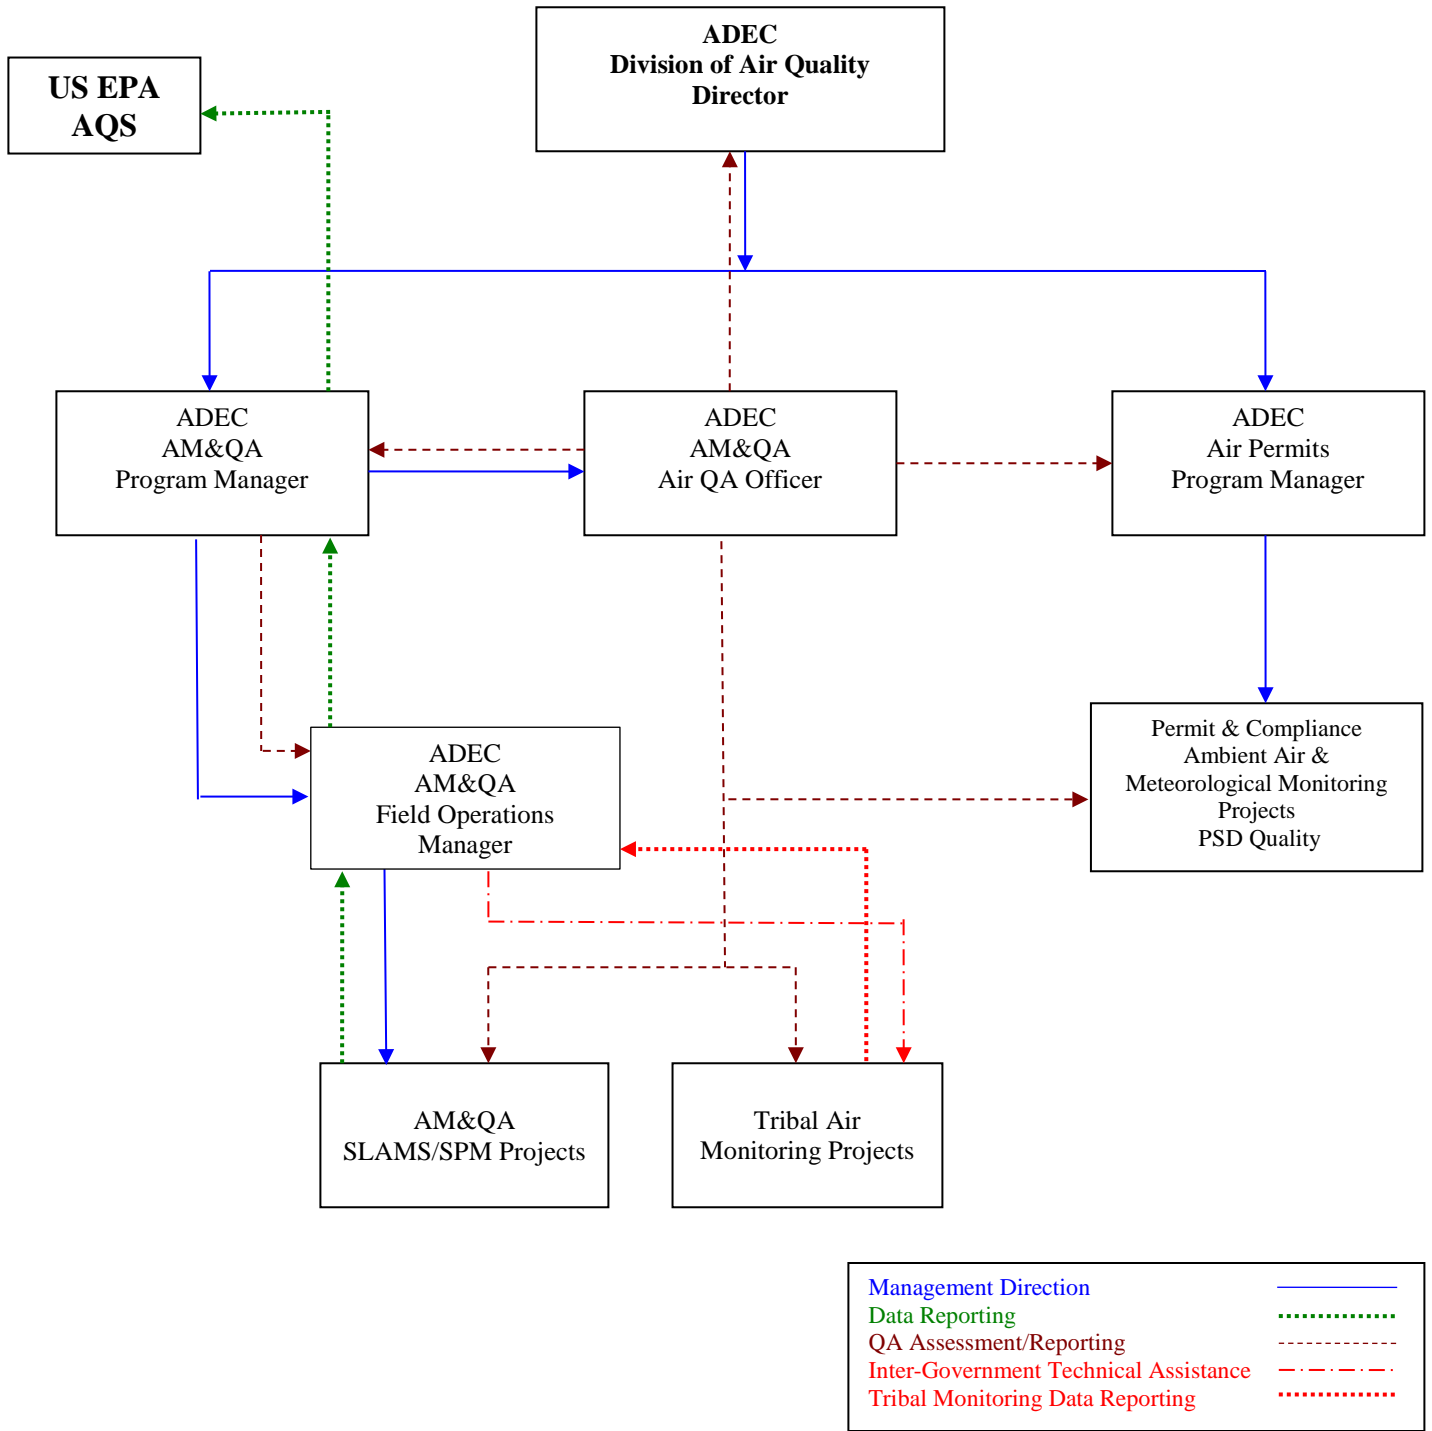 ADEC
Division of Air Quality
Director
US EPA
AQS
ADEC
AM&QA
Program Manager
ADEC
AM&QA
Air QA Officer
ADEC
Air Permits
Program Manager
ADEC
AM&QA
Field Operations
Manager
Permit & Compliance
Ambient Air &
Meteorological Monitoring
Projects
PSD Quality
AM&QA
SLAMS/SPM Projects
Tribal Air
Monitoring Projects
Management Direction
Data Reporting
QA Assessment/Reporting
Inter-Government Technical Assistance
Tribal Monitoring Data Reporting